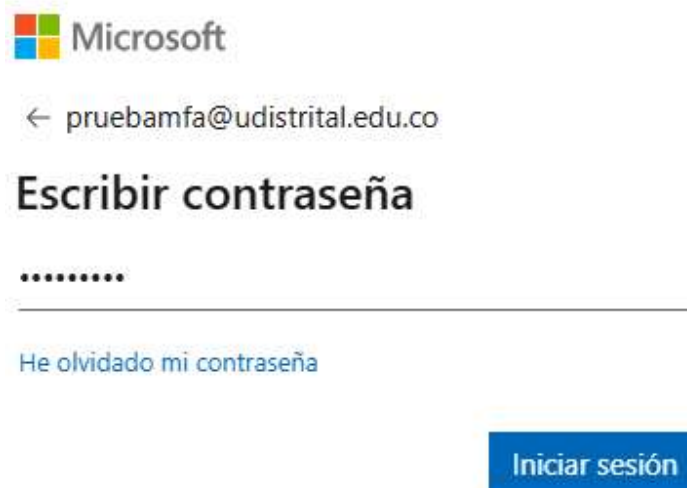 Microsoft
← pruebamfa@udistrital.edu.co
Escribir contraseña
•••••••••
He olvidado mi contraseña
Iniciar sesión